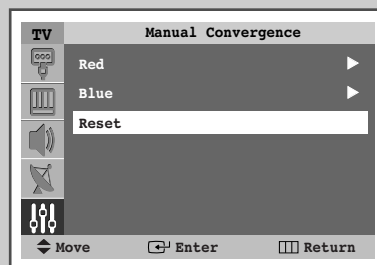 TV Manual Convergence
Red
Blue
Reset
Move Enter Return